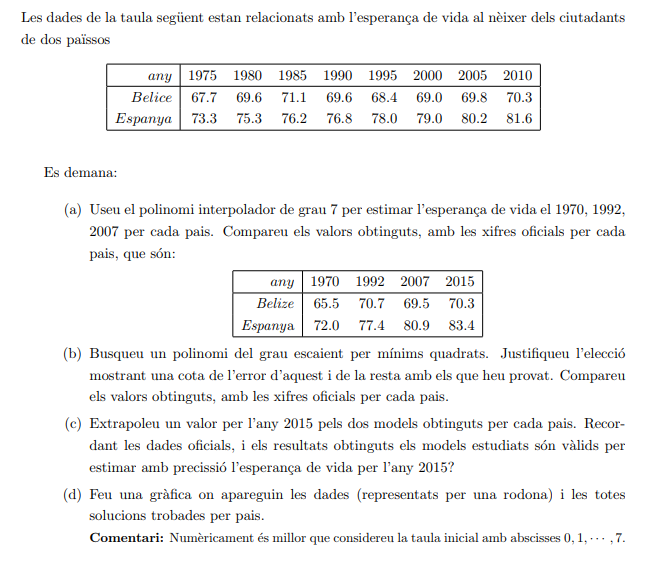 Les dades de la taula següent estan relacionats amb l'esperança de vida al nèixer dels ciutadants
de dos països
any 1975 1980 1985 1990 1995 2000 2005 2010
Belice 67.7 69.6 71.1 69.6 68.4 69.0 69.8 70.3
Espanya 73.3 75.3 76.2 76.8 78.0 79.0 80.2 81.6
Es demana:
(a) Useu el polinomi interpolador de grau 7 per estimar l'esperança de vida el 1970, 1992,
2007 per cada pais. Compareu els valors obtinguts, amb les xifres oficials per cada
pais, que són:
any 1970 1992 2007 2015
Belize 65.5 70.7 69.5 70.3
Espanya 72.0 77.4 80.9 83.4
(b) Busqueu un polinomi del grau escaient per mínims quadrats. Justifiqueu l'elecció
mostrant una cota de l'error d'aquest i de la resta amb els que heu provat. Compareu
els valors obtinguts, amb les xifres oficials per cada pais.
(c) Extrapoleu un valor per l'any 2015 pels dos models obtinguts per cada pais. Recor-
dant les dades oficials, i els resultats obtinguts els models estudiats són vàlids per
estimar amb precissió l'esperança de vida per l'any 2015?
(d) Feu una gràfica on apareguin les dades (representats per una rodona) i les totes
solucions trobades per pais.
Comentari: Numèricament és millor que considereu la taula inicial amb abscisses 0, 1, ··· , 7.